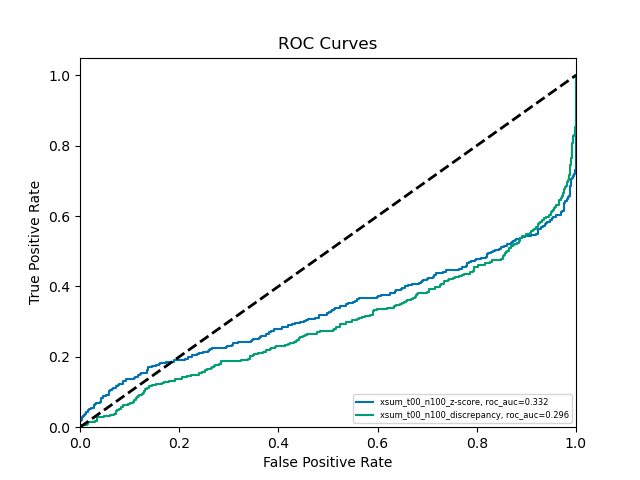 ROC Curves
1.0
0.8
0.6
0.4
0.2
0.0
True Positive Rate
xsum_t00_n100_z-score, roc_auc=0.332
xsum_t00_n100_discrepancy, roc_auc=0.296
0.0 0.2 0.4 0.6 0.8 1.0
False Positive Rate